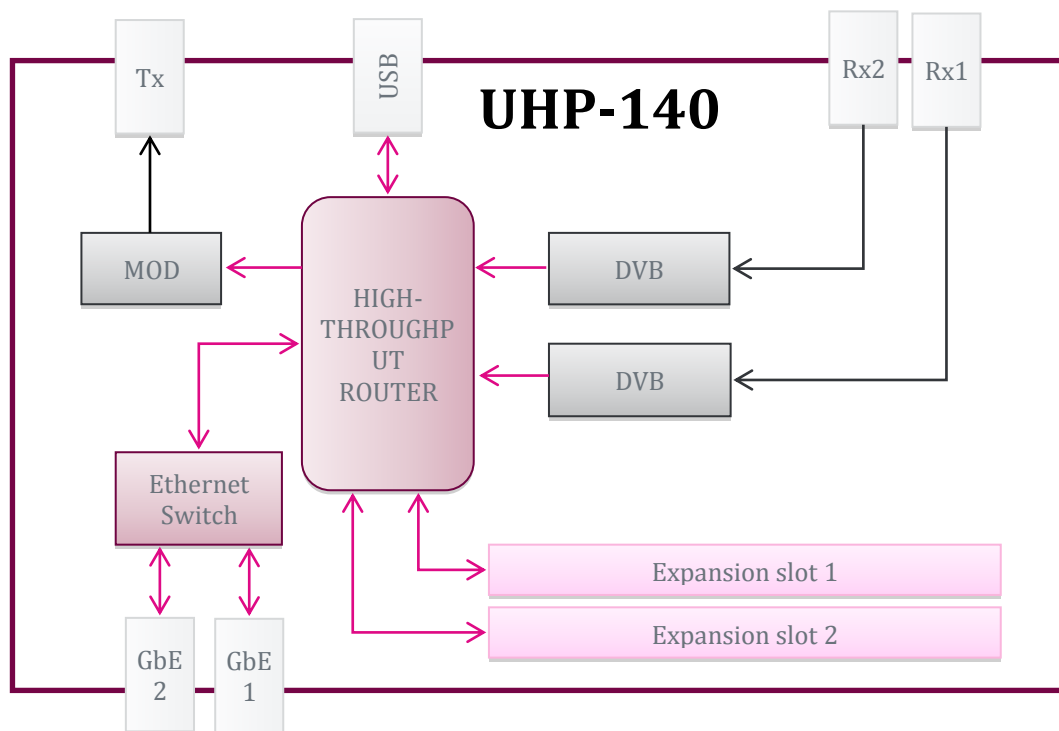 Tx
USB
Rx2
Rx1
UHP-140
MOD
HIGH-
THROUGHP
UT
ROUTER
DVB
DVB
Ethernet
Switch
Expansion slot 1
Expansion slot 2
GbE
2
GbE
1